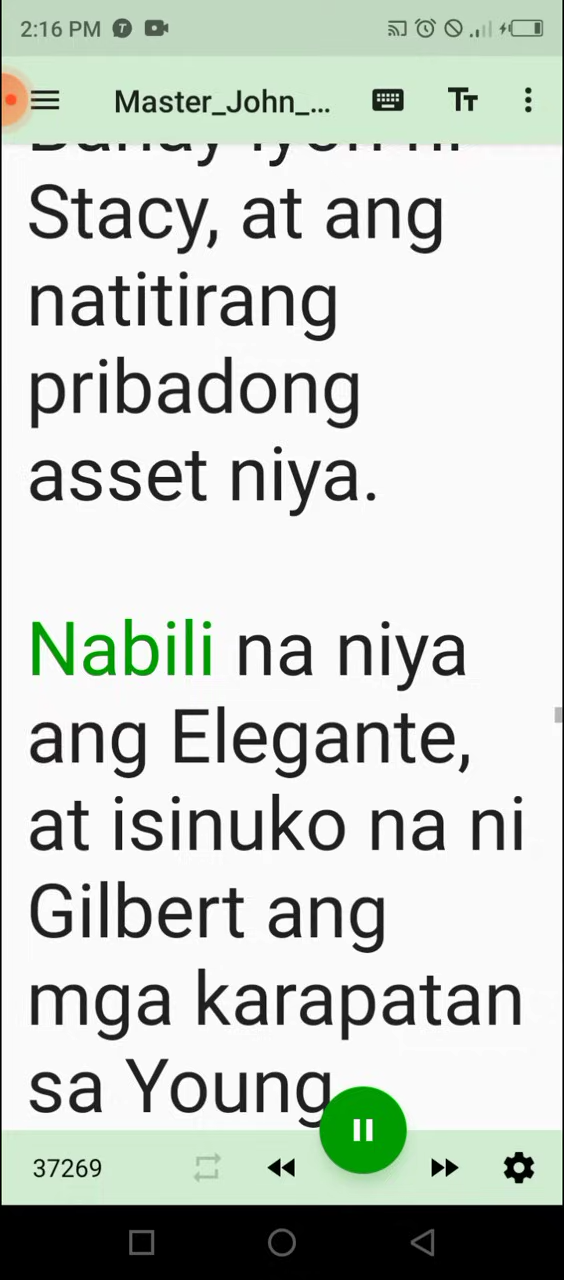 2:16 PM
Master_John_...
Stacy, at ang
natitirang
pribadong
asset niya.
Nabili na niya
ang Elegante,
at isinuko na ni
Gilbert ang
mga karapatan
sa Young
37269